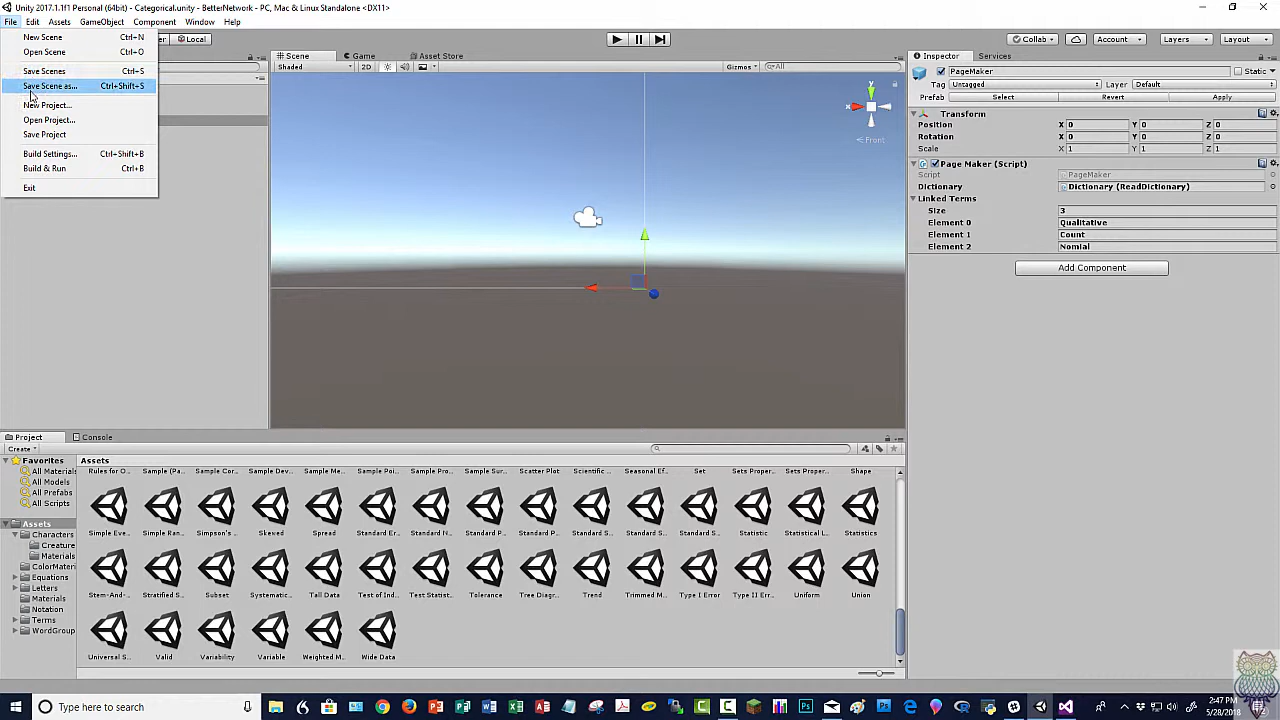 Unity 2017.1.1f1 Personal (64bit) - Categorical.unity - BetterNetwork - PC, Mac & Linux Standalone <DX11>
File Edit Assets GameObject Component Window Help
New Scene Ctrl+N
Open Scene Ctrl+O
Save Scenes Ctrl+S
Save Scene as... Ctrl+Shift+S
New Project...
Open Project...
Save Project
Build Settings... Ctrl+Shift+B
Build & Run Ctrl+B
Exit
Local
Collab
Account
Layers
Layout
Scene Game Asset Store
Shaded 2D Gizmos All
y
x
Front
Inspector Services
PageMaker Static
Tag Untagged Layer Default
Prefab Select Revert Apply
Transform
Position X 0 Y 0 Z 0
Rotation X 0 Y 0 Z 0
Scale X 1 Y 1 Z 1
Page Maker (Script)
Script PageMaker
Dictionary Dictionary (ReadDictionary)
Linked Terms
Size 3
Element 0 Qualitative
Element 1 Count
Element 2 Nomial
Add Component
Project Console
Create
Favorites
All Materials
All Models
All Prefabs
All Scripts
Assets
Characters
Creature
Materials
ColorMateri
Equations
Letters
Materials
Notation
Terms
WordGroup
Assets
Rules for O... Sample (Pa... Sample Cor... Sample Dev... Sample Me... Sample Poi... Sample Pro... Sample Sur... Scatter Plot Scientific ... Seasonal Ef... Set Sets Proper... Sets Proper... Shape
Simple Eve... Simple Ran... Simpson's ... Skewed Spread Standard Er... Standard N... Standard P... Standard P... Standard S... Standard S... Standard S... Statistic Statistical L... Statistics
Stem-And-... Stratified S... Subset Systematic... Tall Data Test of Ind... Test Statist... Tolerance Tree Diagr... Trend Trimmed M... Type I Error Type II Err... Uniform Union
Universal S... Valid Variability Variable Weighted M... Wide Data
Type here to search
2:47 PM
5/28/2018